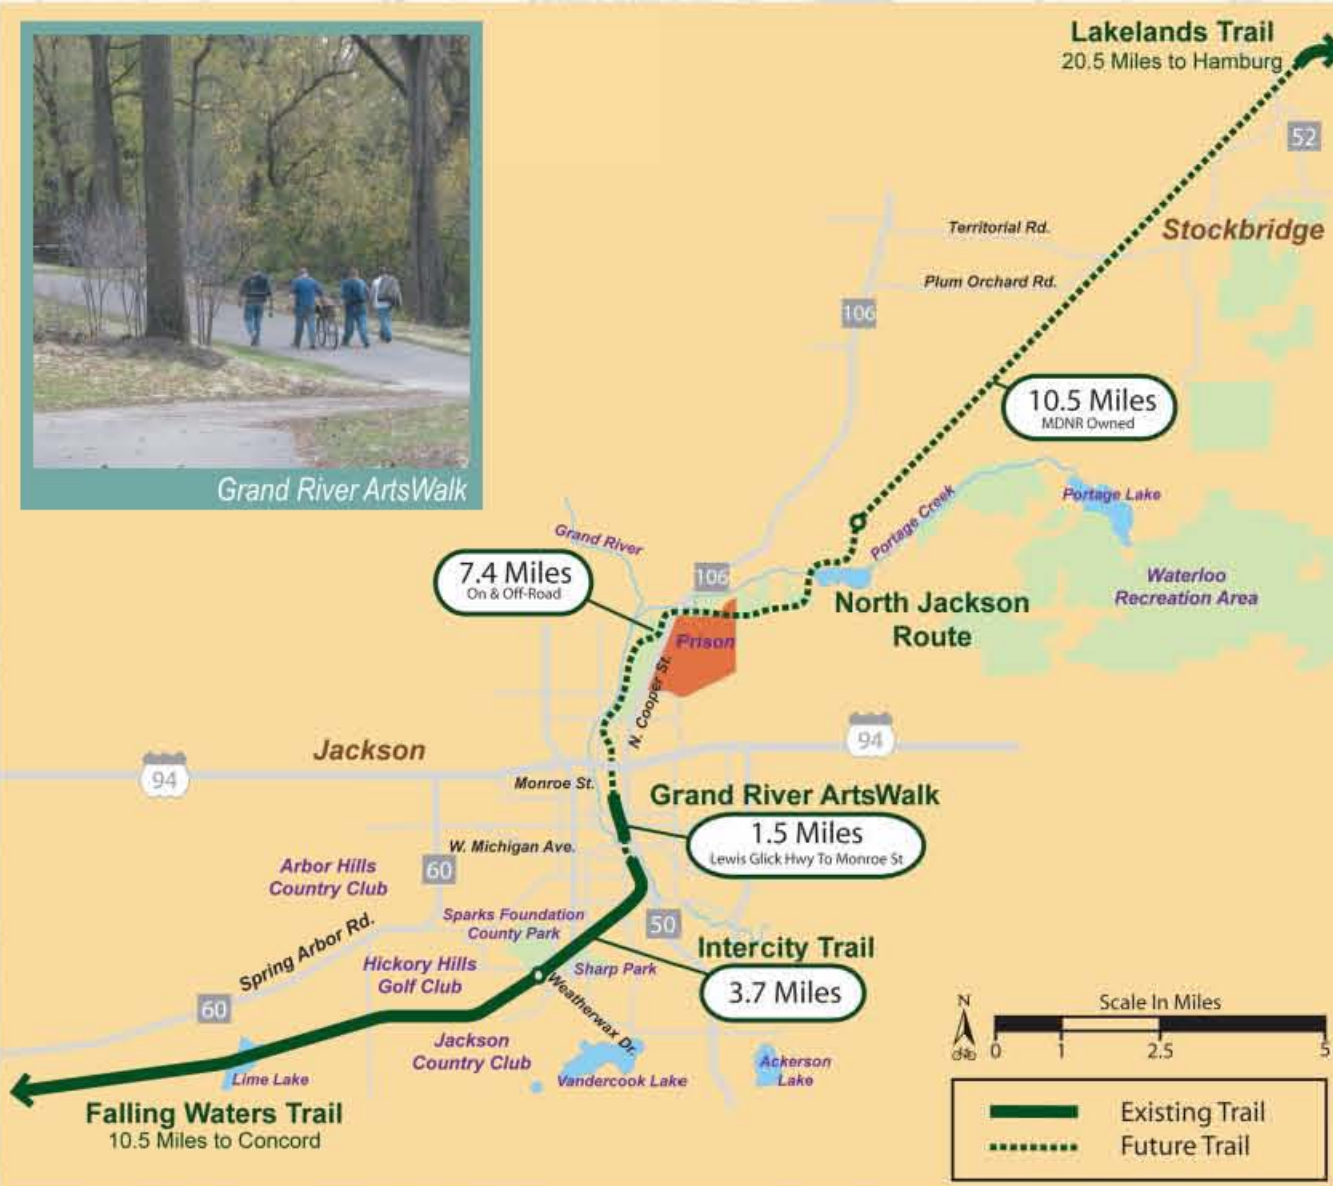 Lakelands Trail
20.5 Miles to Hamburg
52
Territorial Rd.
Stockbridge
Plum Orchard Rd.
106
10.5 Miles
MDNR Owned
Grand River ArtsWalk
Portage Creek
Portage Lake
Grand River
7.4 Miles
On & Off-Road
106
Waterloo
Recreation Area
North Jackson
Route
Prison
N. Cooper St.
94
Jackson
94
Monroe St.
Grand River ArtsWalk
1.5 Miles
Lewis Glick Hwy To Monroe St
W. Michigan Ave.
60
Arbor Hills
Country Club
Sparks Foundation
County Park
50
Spring Arbor Rd.
Intercity Trail
3.7 Miles
Hickory Hills
Golf Club
Sharp Park
Weatherwax Dr.
60
Jackson
Country Club
Lime Lake
Vandercook Lake
Ackerson
Lake
Falling Waters Trail
10.5 Miles to Concord
N
Scale In Miles
0 1 2.5 5
Existing Trail
Future Trail